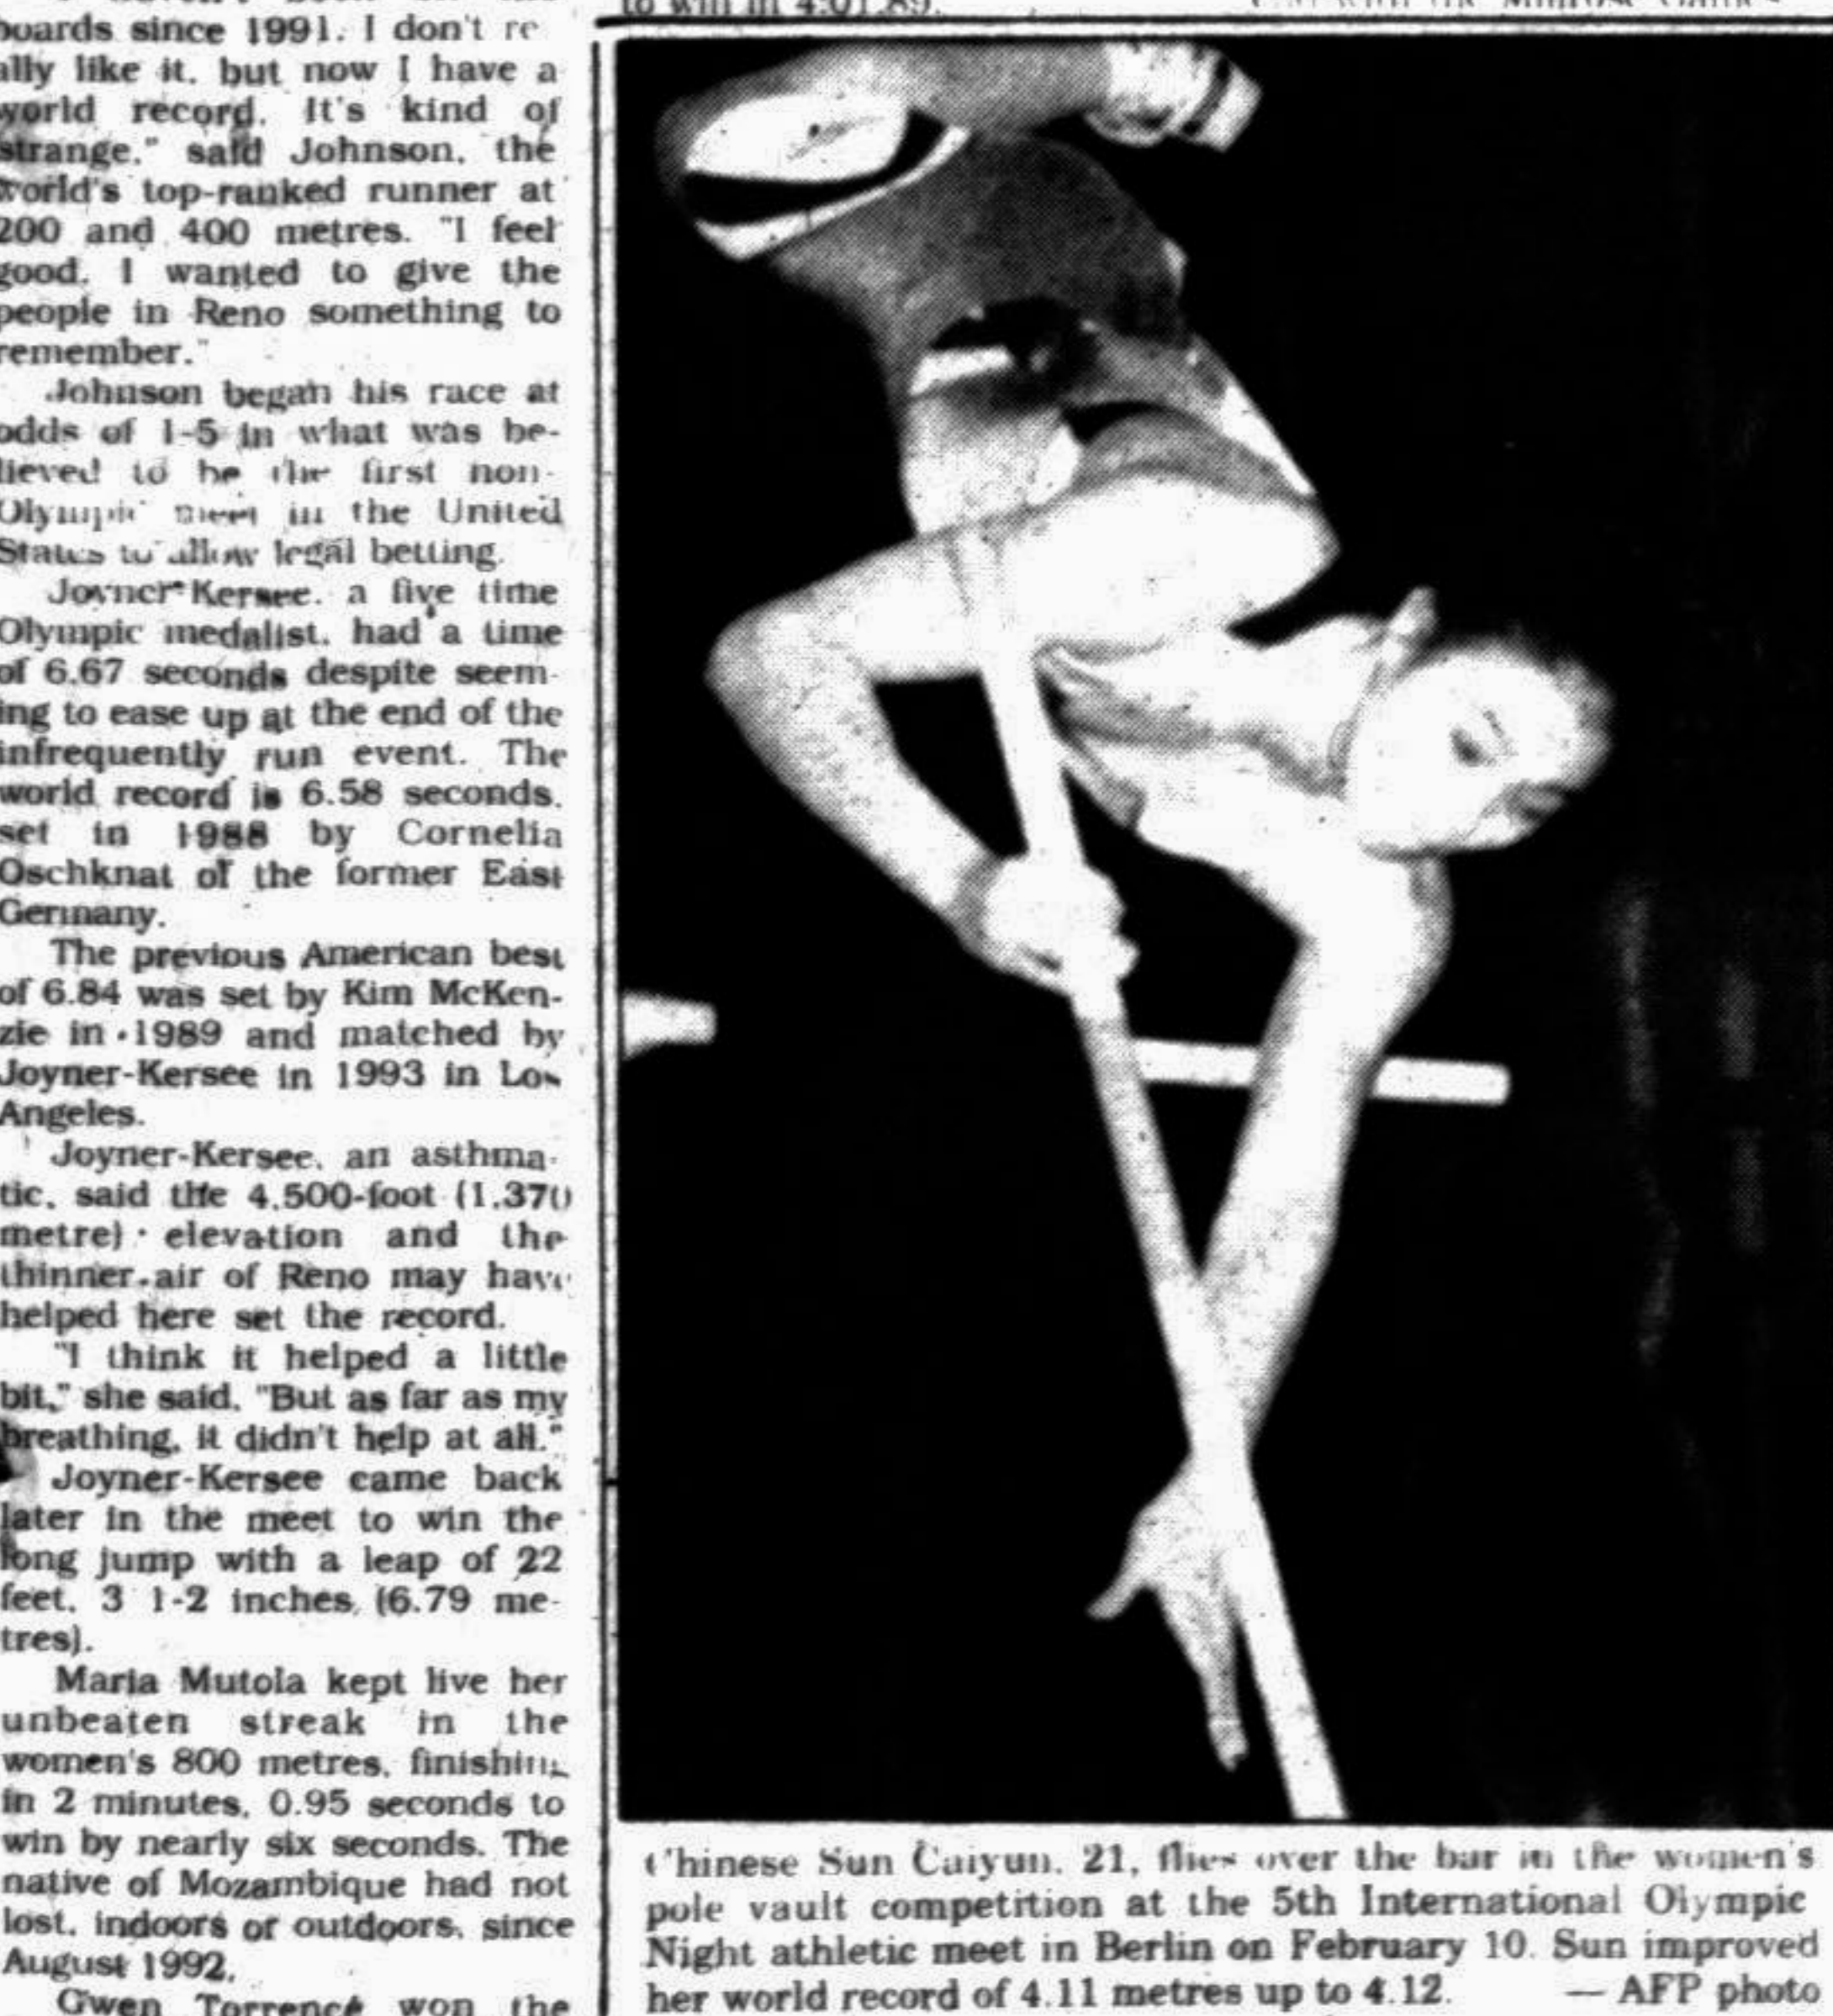 boards since 1991. I don't re
ally like it, but now I have a
world record. It's kind of
strange," said Johnson, the
world's top-ranked runner at
200 and 400 metres. "I feel
good. I wanted to give the
people in Reno something to
remember."
Johnson began his race at
odds of 1-5 in what was be-
lieved to be the first non-
Olympic meet in the United
States to allow legal betting.
Joyner-Kersee, a five time
Olympic medalist, had a time
of 6.67 seconds despite seem-
ing to ease up at the end of the
infrequently run event. The
world record is 6.58 seconds,
set in 1988 by Cornelia
Oschknat of the former East
Germany.
The previous American best
of 6.84 was set by Kim McKen-
zie in 1989 and matched by
Joyner-Kersee in 1993 in Los
Angeles.
Joyner-Kersee, an asthma-
tic, said the 4,500-foot (1,370
metre) elevation and the
thinner air of Reno may have
helped here set the record.
"I think it helped a little
bit," she said. "But as far as my
breathing, it didn't help at all."
Joyner-Kersee came back
later in the meet to win the
long jump with a leap of 22
feet, 3 1-2 inches (6.79 me-
tres).
Maria Mutola kept live her
unbeaten streak in the
women's 800 metres, finishing
in 2 minutes, 0.95 seconds to
win by nearly six seconds. The
native of Mozambique had not
lost, indoors or outdoors, since
August 1992.
Gwen Torrence won the
to win in 4:01.89.
Chinese Sun Caiyun, 21, flies over the bar in the women's
pole vault competition at the 5th International Olympic
Night athletic meet in Berlin on February 10. Sun improved
her world record of 4.11 metres up to 4.12. — AFP photo